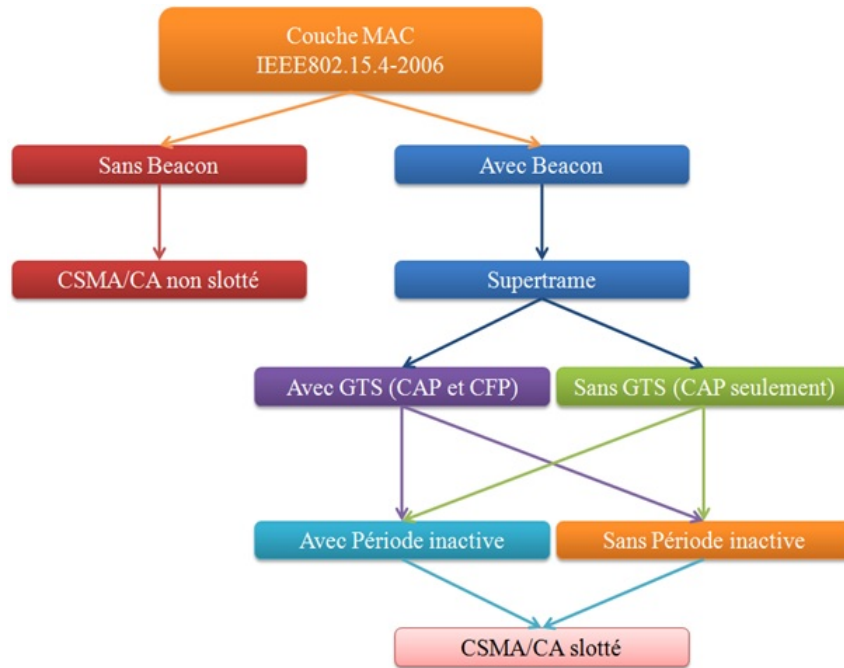 Couche MAC
IEEE802.15.4-2006
Sans Beacon
Avec Beacon
CSMA/CA non slotté
Supertrame
Avec GTS (CAP et CFP)
Sans GTS (CAP seulement)
Avec Période inactive
Sans Période inactive
CSMA/CA slotté